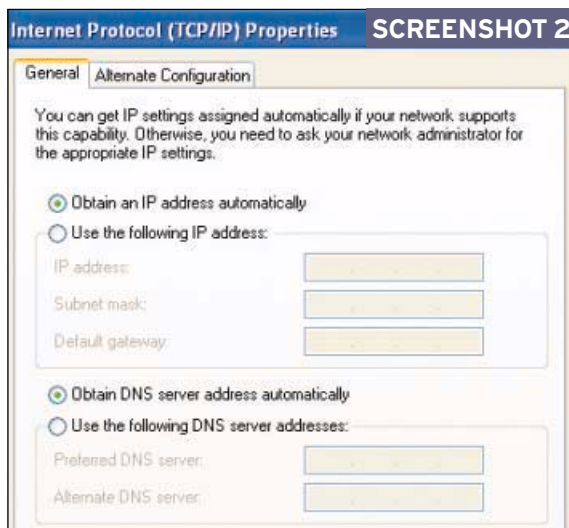 Internet Protocol (TCP/IP) Properties
SCREENSHOT 2
General
Alternate Configuration
You can get IP settings assigned automatically if your network supports
this capability. Otherwise, you need to ask your network administrator for
the appropriate IP settings.
Obtain an IP address automatically
Use the following IP address:
IP address:
Subnet mask:
Default gateway:
Obtain DNS server address automatically
Use the following DNS server addresses:
Preferred DNS server:
Alternate DNS server: